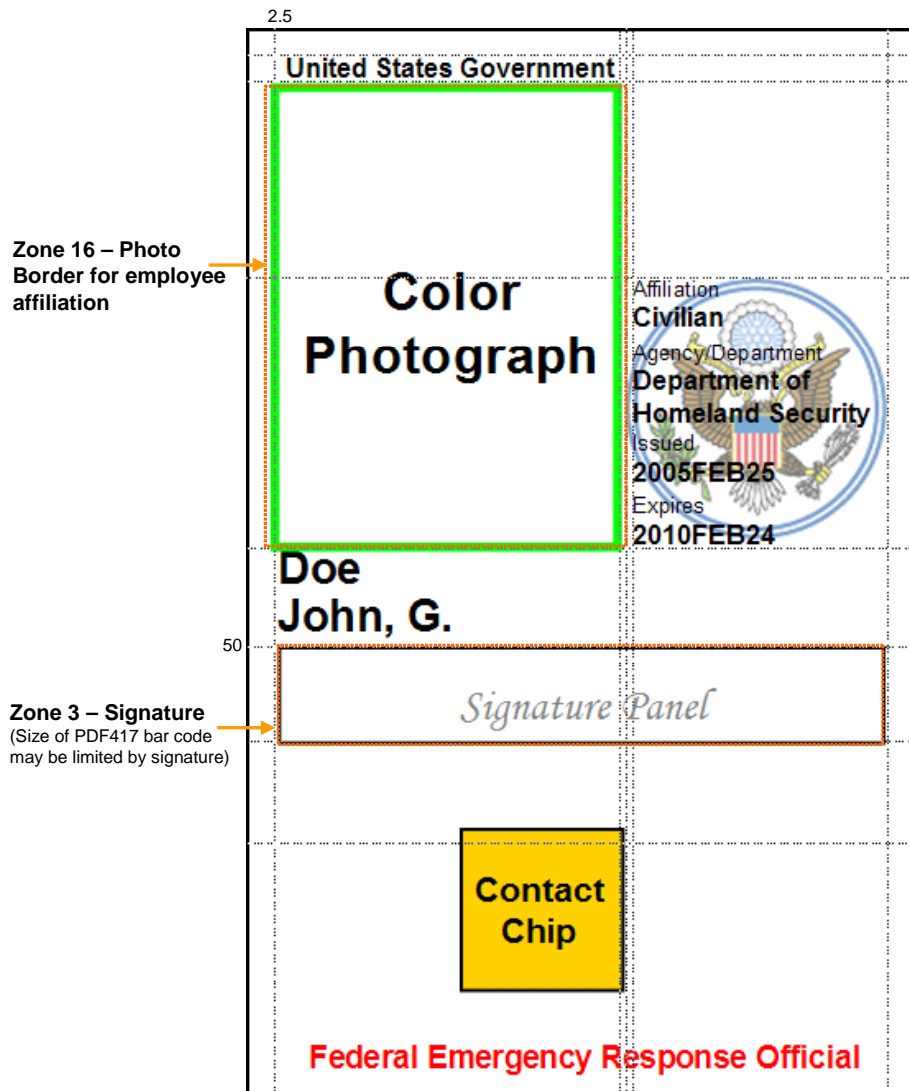 2.5
United States Government
Zone 16 – Photo
Border for employee
affiliation
Color
Photograph
Affiliation
Civilian
Agency/Department
Department of
Homeland Security
Issued
2005FEB25
Expires
2010FEB24
Doe
John, G.
50
Zone 3 – Signature
(Size of PDF417 bar code
may be limited by signature)
Signature Panel
Contact
Chip
Federal Emergency Response Official